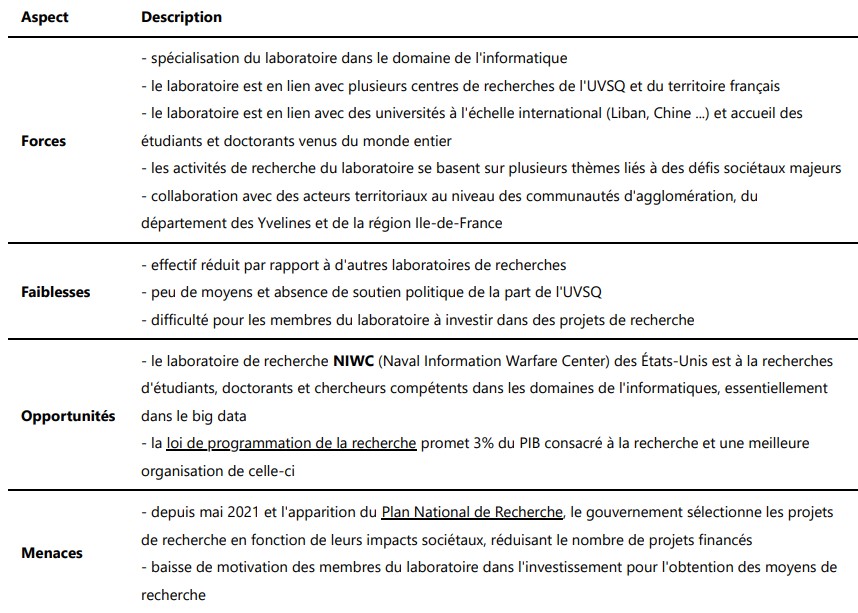 Aspect Description
- spécialisation du laboratoire dans le domaine de l'informatique
- le laboratoire est en lien avec plusieurs centres de recherches de l'UVSQ et du territoire français
- le laboratoire est en lien avec des universités à l'échelle international (Liban, Chine ...) et accueil des
étudiants et doctorants venus du monde entier
Forces
- les activités de recherche du laboratoire se basent sur plusieurs thèmes liés à des défis sociétaux majeurs
- collaboration avec des acteurs territoriaux au niveau des communautés d'agglomération, du
département des Yvelines et de la région Ile-de-France
- effectif réduit par rapport à d'autres laboratoires de recherches
Faiblesses
- peu de moyens et absence de soutien politique de la part de l'UVSQ
- difficulté pour les membres du laboratoire à investir dans des projets de recherche
- le laboratoire de recherche NIWC (Naval Information Warfare Center) des États-Unis est à la recherches
d'étudiants, doctorants et chercheurs compétents dans les domaines de l'informatiques, essentiellement
Opportunités
dans le big data
- la loi de programmation de la recherche promet 3% du PIB consacré à la recherche et une meilleure
organisation de celle-ci
- depuis mai 2021 et l'apparition du Plan National de Recherche, le gouvernement sélectionne les projets
de recherche en fonction de leurs impacts sociétaux, réduisant le nombre de projets financés
Menaces
- baisse de motivation des membres du laboratoire dans l'investissement pour l'obtention des moyens de
recherche